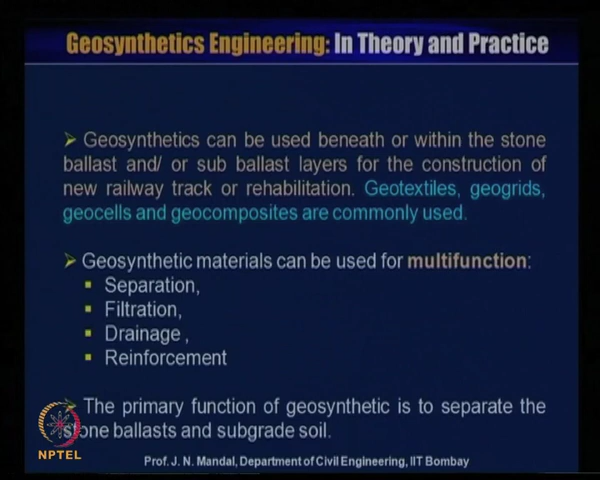 Geosynthetics Engineering: In Theory and Practice
➢ Geosynthetics can be used beneath or within the stone
ballast and/ or sub ballast layers for the construction of
new railway track or rehabilitation. Geotextiles, geogrids,
geocells and geocomposites are commonly used.
➢ Geosynthetic materials can be used for multifunction:
▪ Separation,
▪ Filtration,
▪ Drainage ,
▪ Reinforcement
➢ The primary function of geosynthetic is to separate the
stone ballasts and subgrade soil.
NPTEL
Prof. J. N. Mandal, Department of Civil Engineering, IIT Bombay